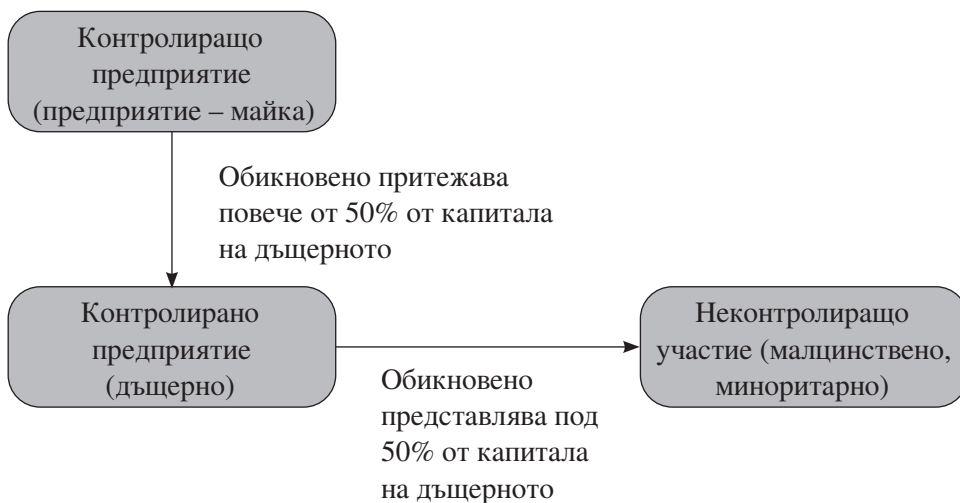 Контролиращо
предприятие
(предприятие – майка)
Обикновено притежава
повече от 50% от капитала
на дъщерното
Контролирано
предприятие
(дъщерно)
Обикновено
представлява под
50% от капитала
на дъщерното
Неконтролиращо
участие (малцинствено,
миноритарно)